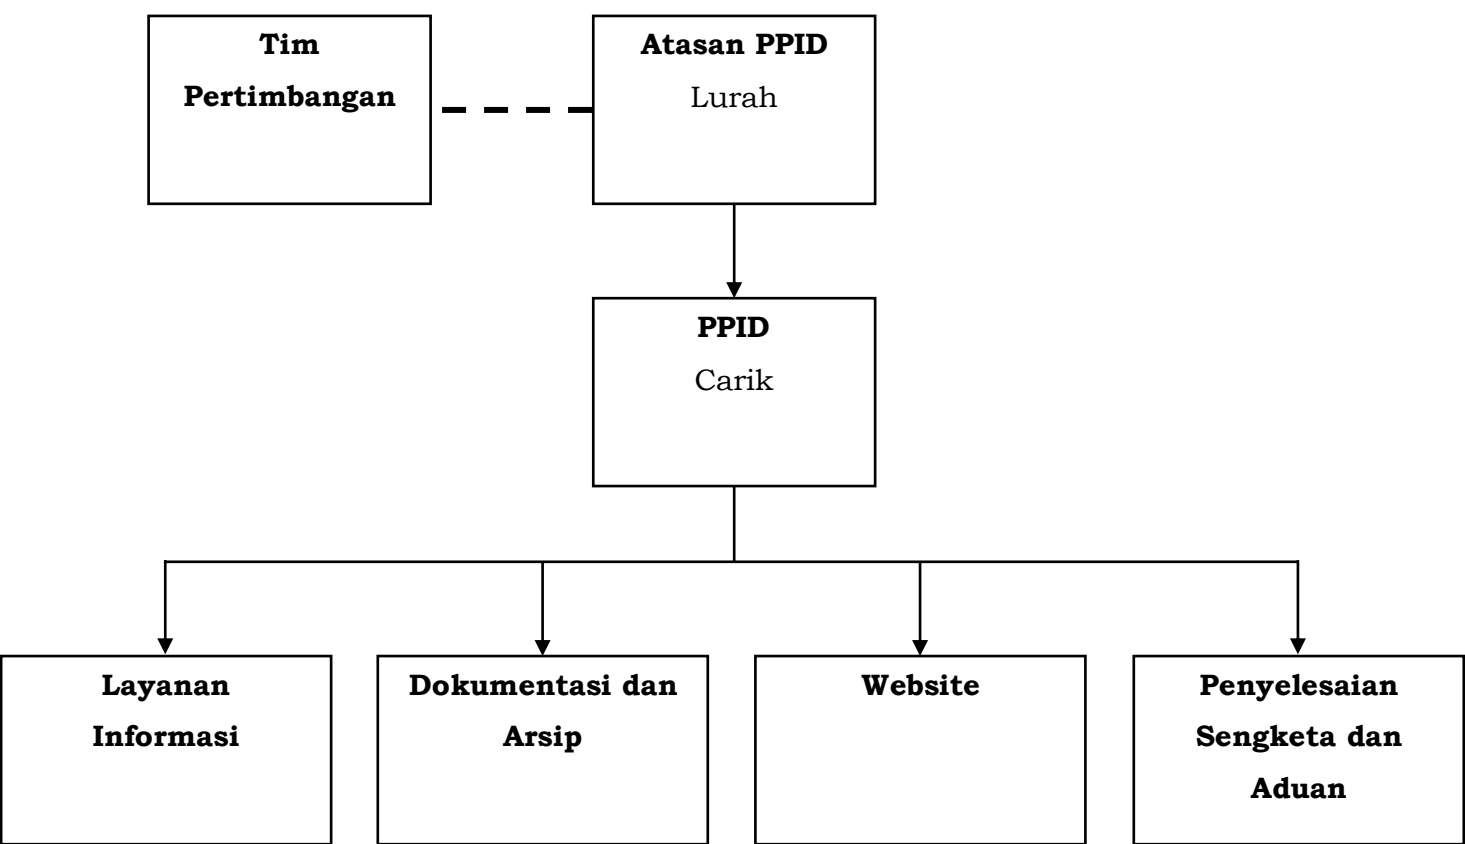 Tim
Pertimbangan
Atasan PPID
Lurah
PPID
Carik
Layanan
Informasi
Dokumentasi dan
Arsip
Website
Penyelesaian
Sengketa dan
Aduan